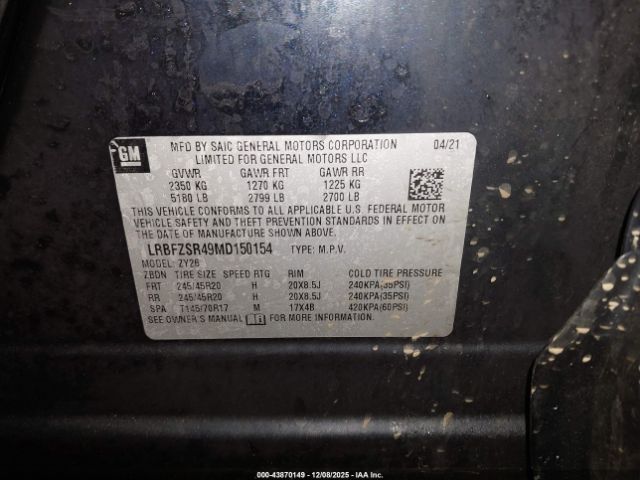 GM
MFD BY SAIC GENERAL MOTORS CORPORATION 04/21
LIMITED FOR GENERAL MOTORS LLC
GVWR GAWR FRT GAWR RR
2350 KG 1270 KG 1225 KG
5180 LB 2799 LB 2700 LB
THIS VEHICLE CONFORMS TO ALL APPLICABLE U.S. FEDERAL MOTOR
VEHICLE SAFETY AND THEFT PREVENTION STANDARDS IN EFFECT ON
THE DATE OF MANUFACTURE SHOWN ABOVE.
LRBFZSR49MD150154 TYPE: M.P.V.
MODEL: ZY26
ZBDN TIRE SIZE SPEED RTG RIM COLD TIRE PRESSURE
FRT 245/45R20 H 20X8.5J 240KPA(35PSI)
RR 245/45R20 H 20X8.5J 240KPA(35PSI)
SPA T145/70R17 M 17X4B 420KPA(60PSI)
SEE OWNER'S MANUAL FOR MORE INFORMATION
000-43870149 - 12/08/2025 - IAA Inc.